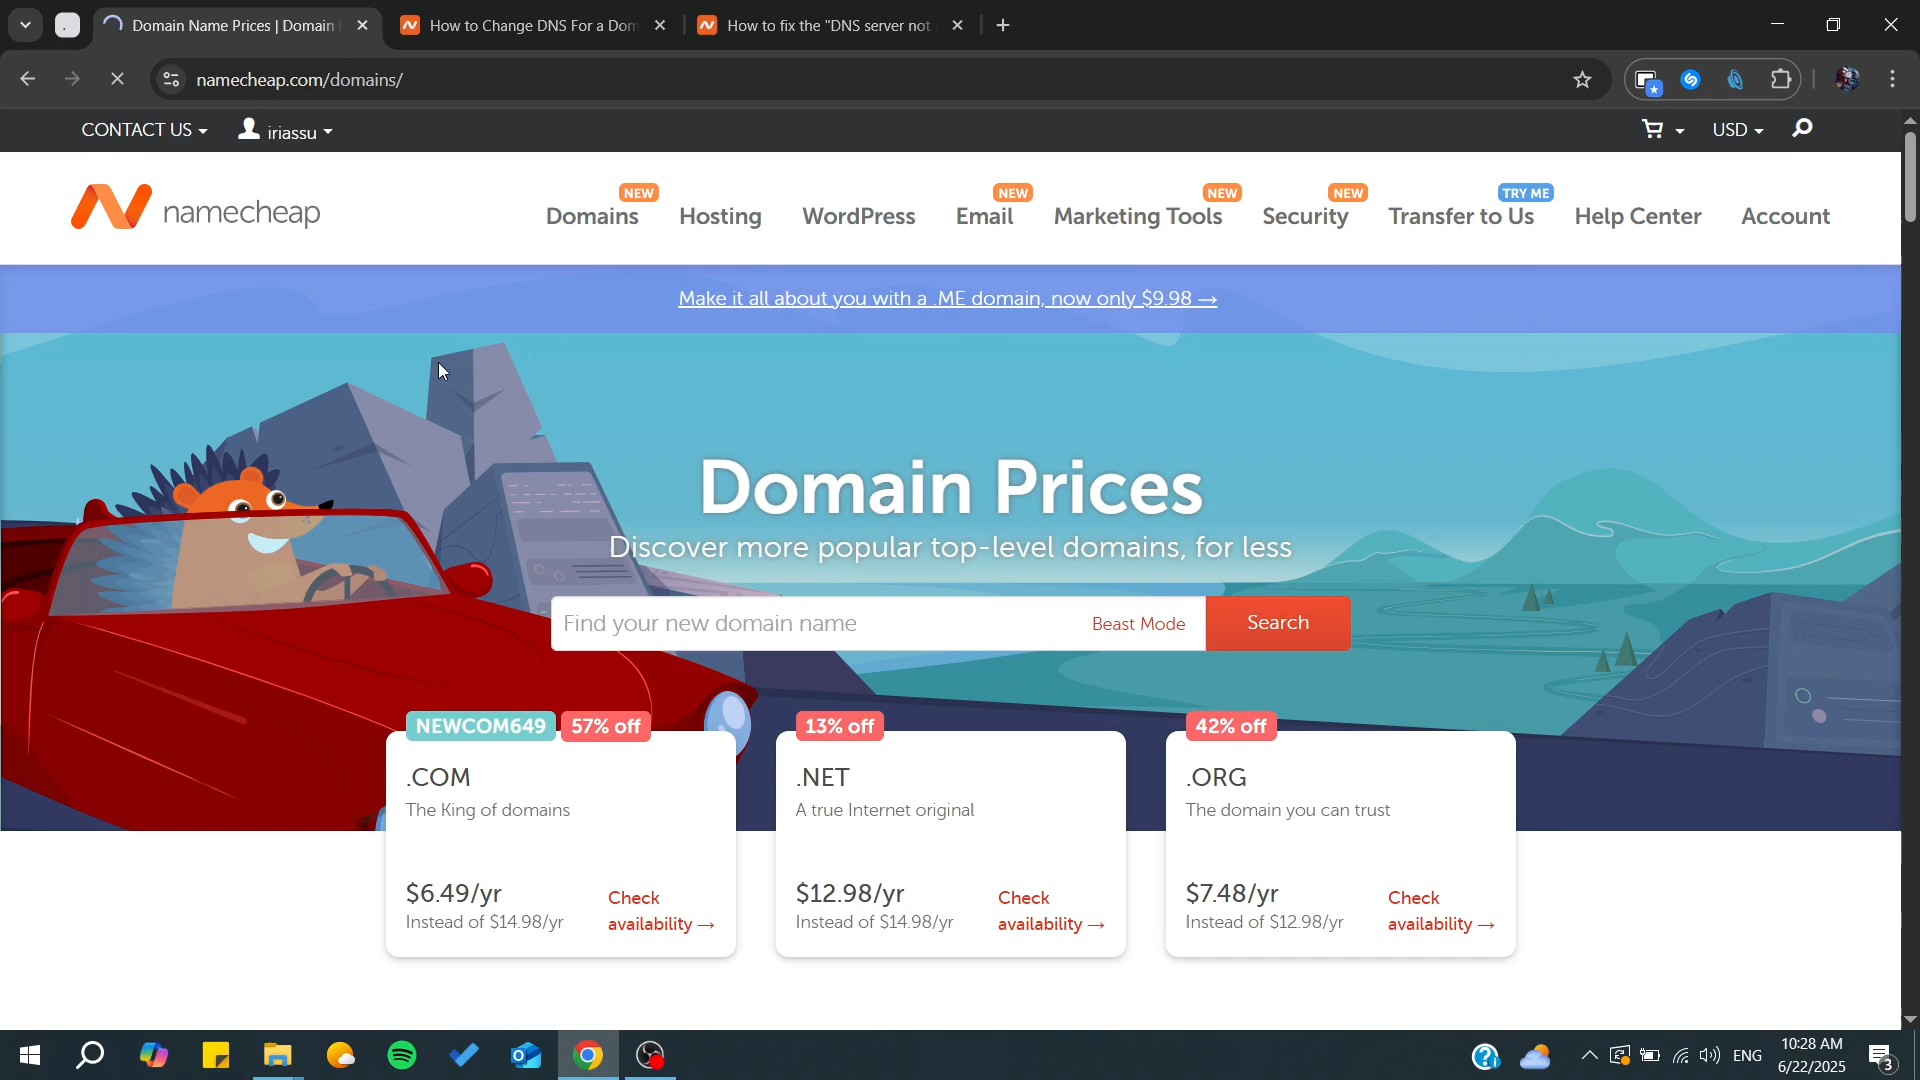 Domain Name Prices | Domain
How to Change DNS For a Dom
How to fix the "DNS server not
namecheap.com/domains/
CONTACT US
iriassu
USD
namecheap
Domains NEW
Hosting
WordPress
Email NEW
Marketing Tools NEW
Security NEW
Transfer to Us TRY ME
Help Center
Account
Make it all about you with a .ME domain, now only $9.98 →
Domain Prices
Discover more popular top-level domains, for less
Find your new domain name
Beast Mode
Search
NEWCOM649 57% off
.COM
The King of domains
$6.49/yr
Instead of $14.98/yr
Check
availability →
13% off
.NET
A true Internet original
$12.98/yr
Instead of $14.98/yr
Check
availability →
42% off
.ORG
The domain you can trust
$7.48/yr
Instead of $12.98/yr
Check
availability →
ENG
10:28 AM
6/22/2025
3